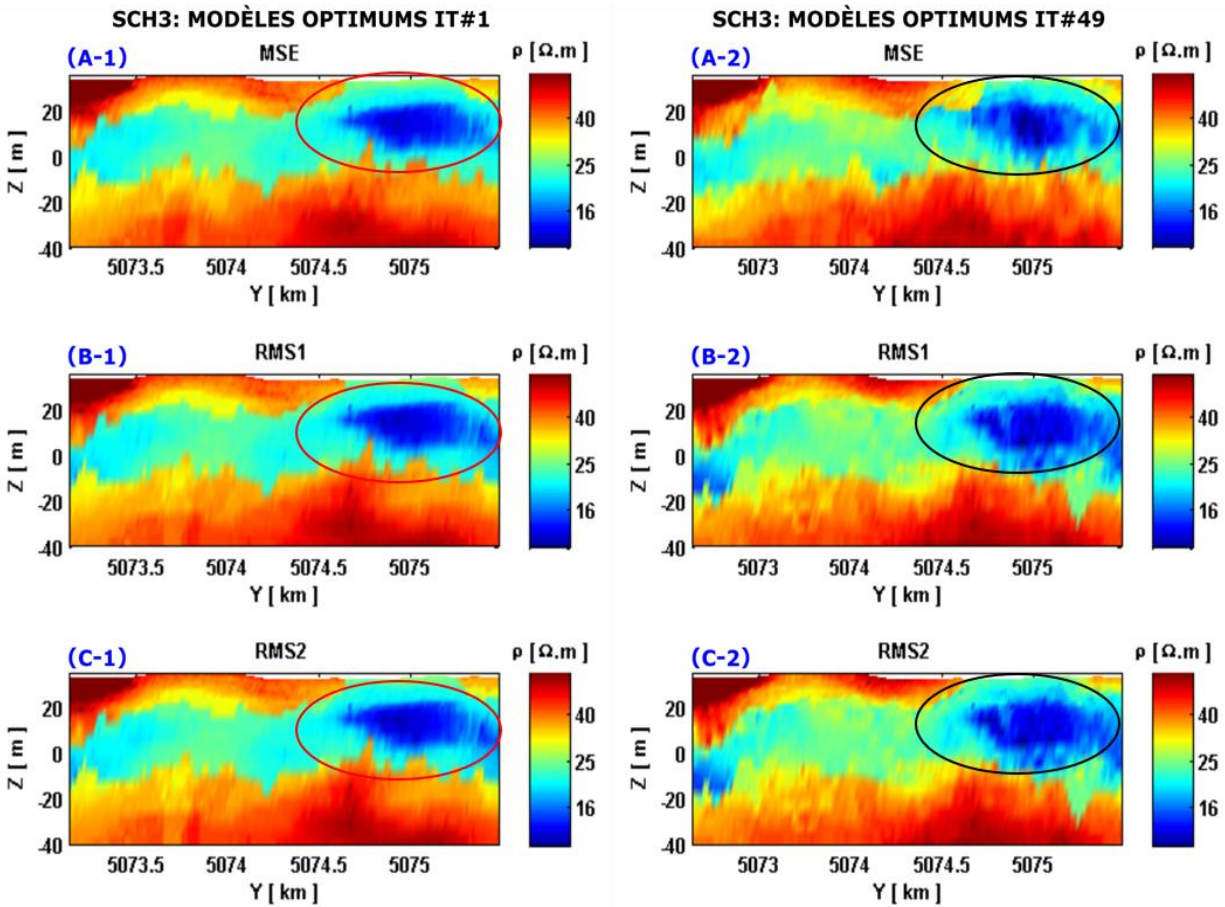 SCH3: MODÈLES OPTIMUMS IT#1
SCH3: MODÈLES OPTIMUMS IT#49
(A-1)
MSE
ρ [ Ω.m ]
20
0
-20
-40
Z [ m ]
40
25
16
5073.5 5074 5074.5 5075
Y [ km ]
(A-2)
MSE
ρ [ Ω.m ]
20
0
-20
-40
Z [ m ]
40
25
16
5073 5074 5074.5 5075
Y [ km ]
(B-1)
RMS1
ρ [ Ω.m ]
20
0
-20
-40
Z [ m ]
40
25
16
5073.5 5074 5074.5 5075
Y [ km ]
(B-2)
RMS1
ρ [ Ω.m ]
20
0
-20
-40
Z [ m ]
40
25
16
5073 5074 5074.5 5075
Y [ km ]
(C-1)
RMS2
ρ [ Ω.m ]
20
0
-20
-40
Z [ m ]
40
25
16
5073.5 5074 5074.5 5075
Y [ km ]
(C-2)
RMS2
ρ [ Ω.m ]
20
0
-20
-40
Z [ m ]
40
25
16
5073 5074 5074.5 5075
Y [ km ]